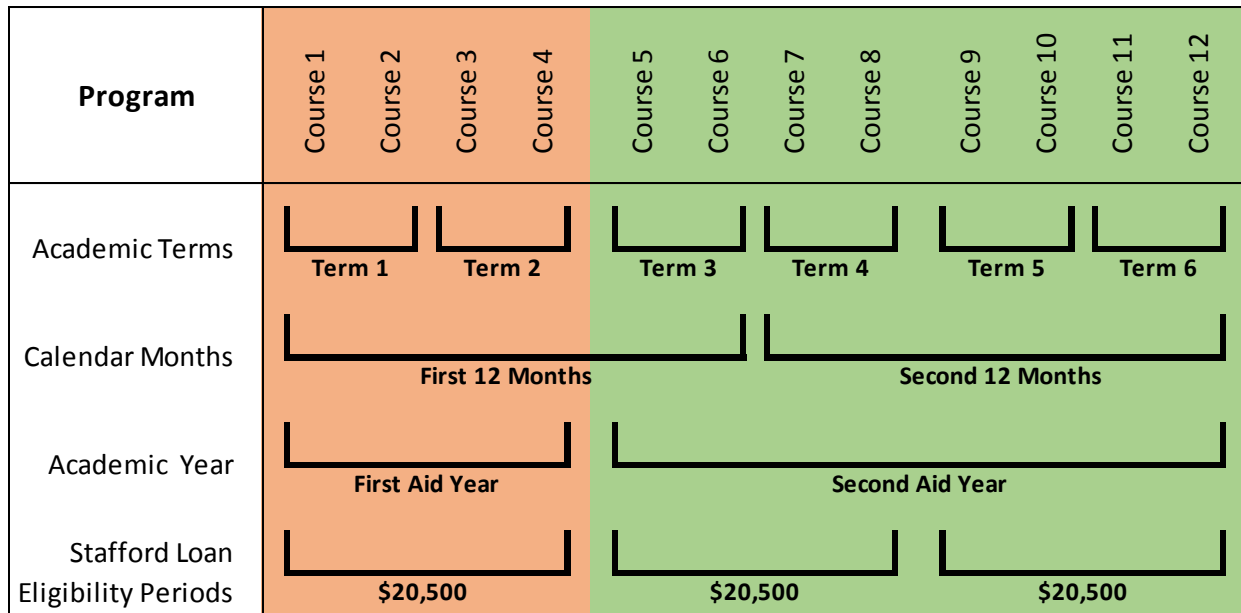 Program
Course 1
Course 2
Course 3
Course 4
Course 5
Course 6
Course 7
Course 8
Course 9
Course 10
Course 11
Course 12
Academic Terms
Term 1
Term 2
Term 3
Term 4
Term 5
Term 6
Calendar Months
First 12 Months
Second 12 Months
Academic Year
First Aid Year
Second Aid Year
Stafford Loan
Eligibility Periods
$20,500
$20,500
$20,500